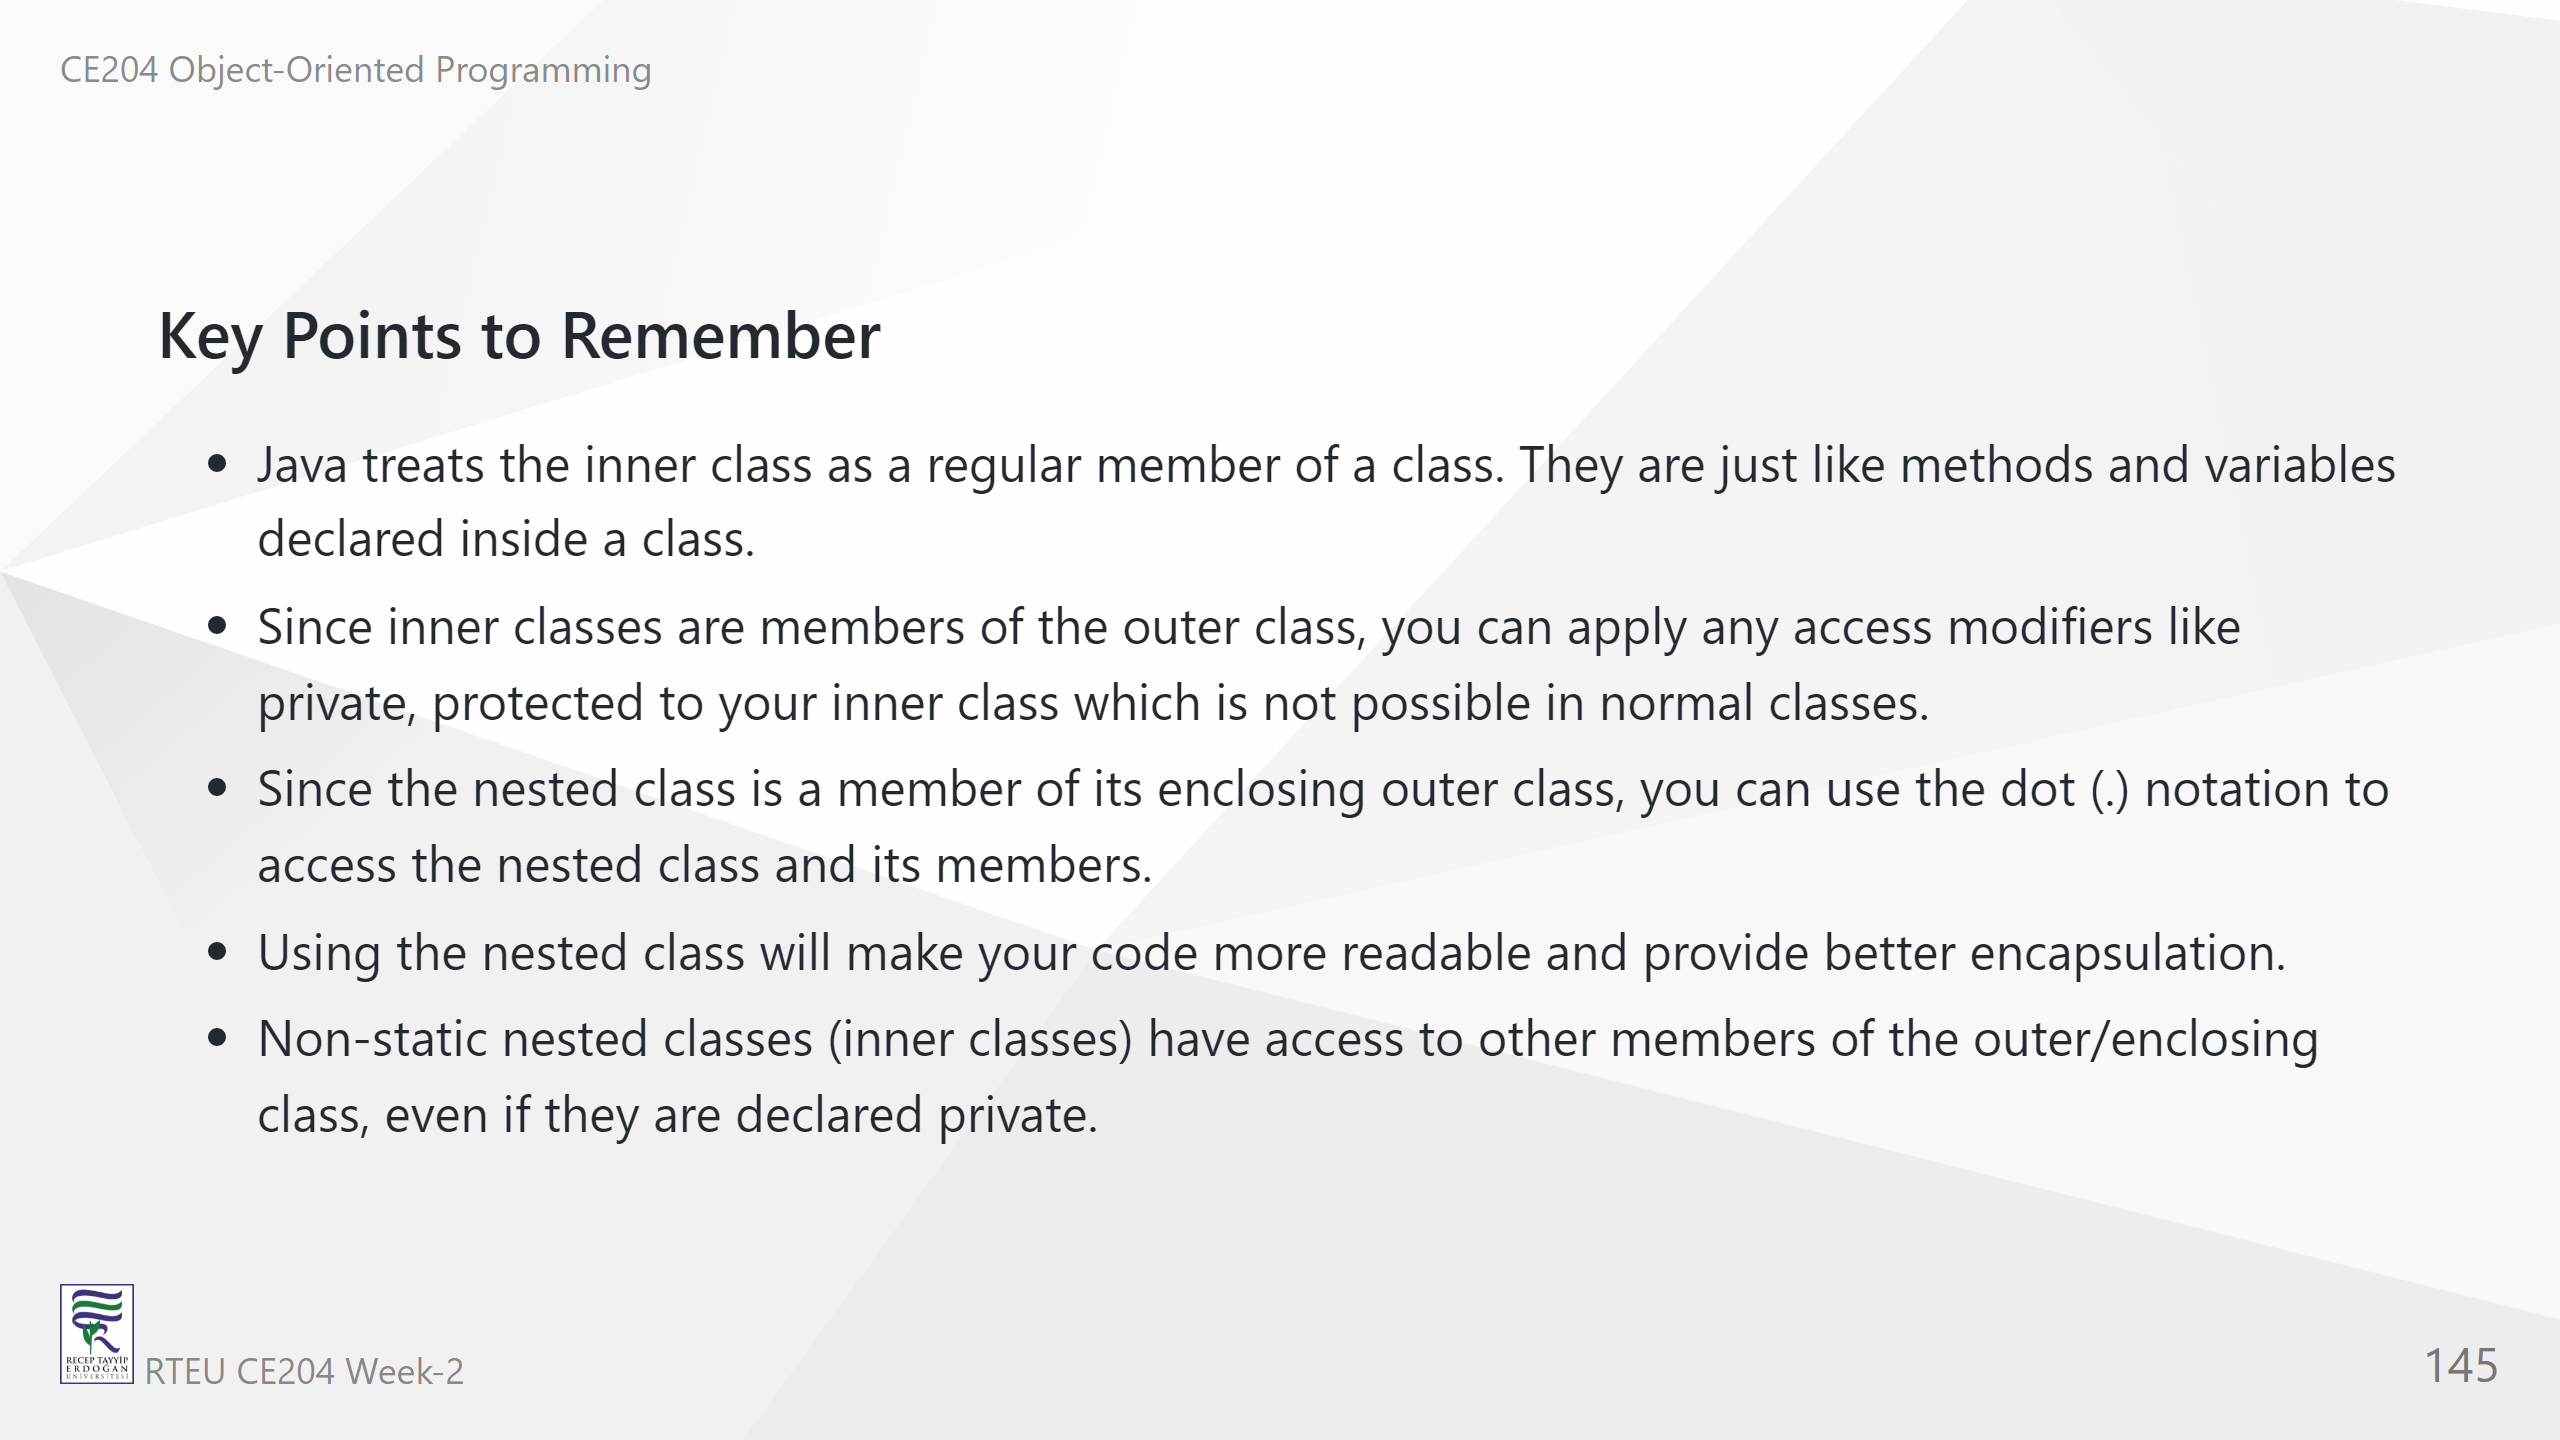 CE204 Object-Oriented Programming
Key Points to Remember
• Java treats the inner class as a regular member of a class. They are just like methods and variables
declared inside a class.
• Since inner classes are members of the outer class, you can apply any access modifiers like
private, protected to your inner class which is not possible in normal classes.
• Since the nested class is a member of its enclosing outer class, you can use the dot (.) notation to
access the nested class and its members.
• Using the nested class will make your code more readable and provide better encapsulation.
• Non-static nested classes (inner classes) have access to other members of the outer/enclosing
class, even if they are declared private.
RECEP TAYYİP
ERDOĞAN
ÜNİVERSİTESİ
RTEU CE204 Week-2
145